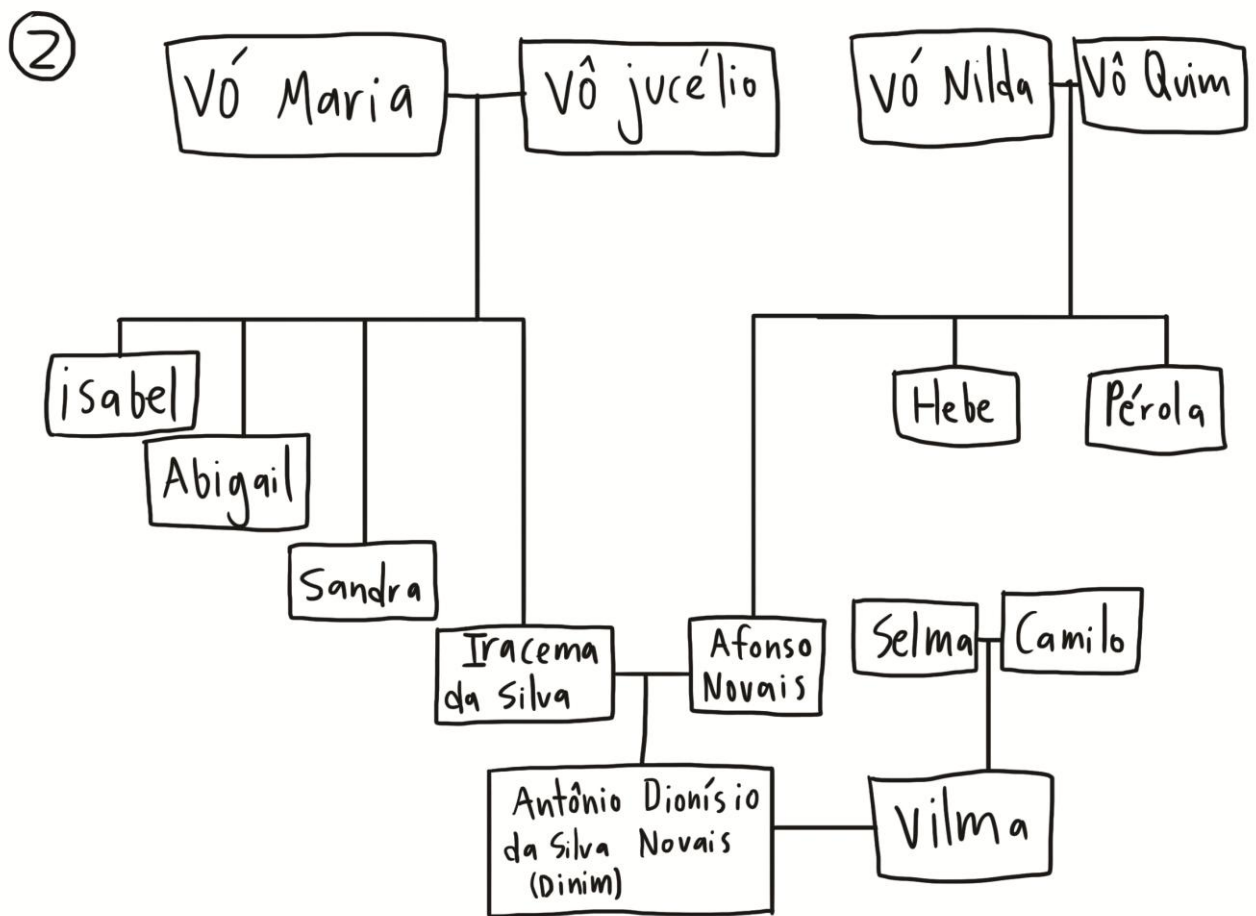 2
Vó Maria
Vô jucélio
Vó Nilda
Vô Quim
isabel
Abigail
Sandra
Hebe
Pérola
Iracema
da Silva
Afonso
Novais
Selma
Camilo
Antônio Dionísio
da Silva Novais
(Dinim)
Vilma